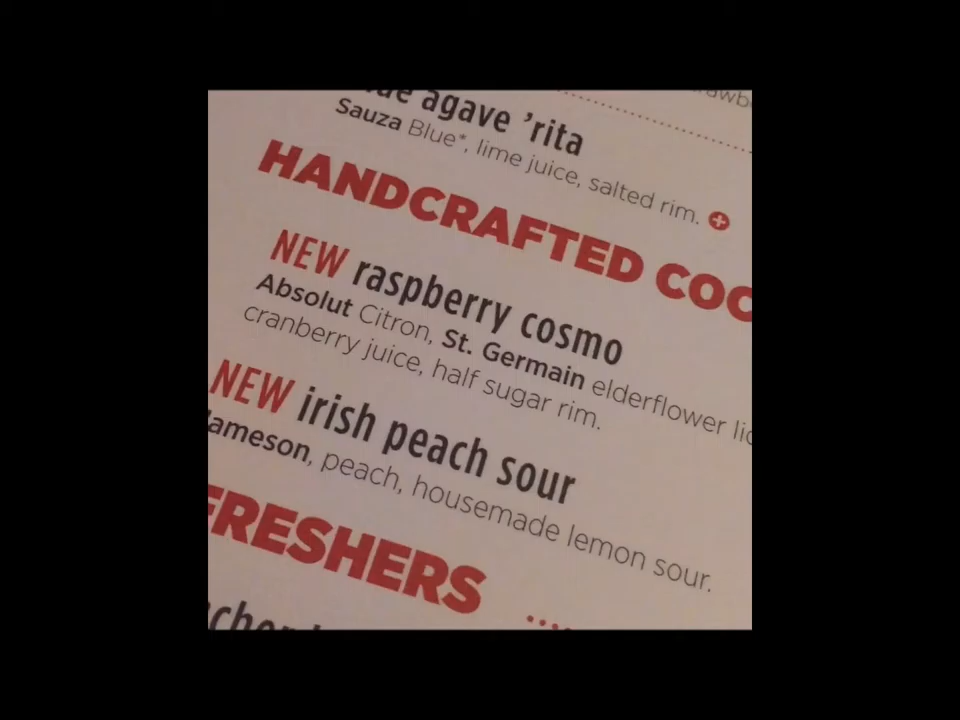 agave 'rita
Sauza Blue*, lime juice, salted rim.
HANDCRAFTED
NEW raspberry cosmo
Absolut Citron, St. Germain elderflower
cranberry juice, half sugar rim.
NEW irish peach sour
Jameson, peach, housemade lemon sour.
FRESHERS